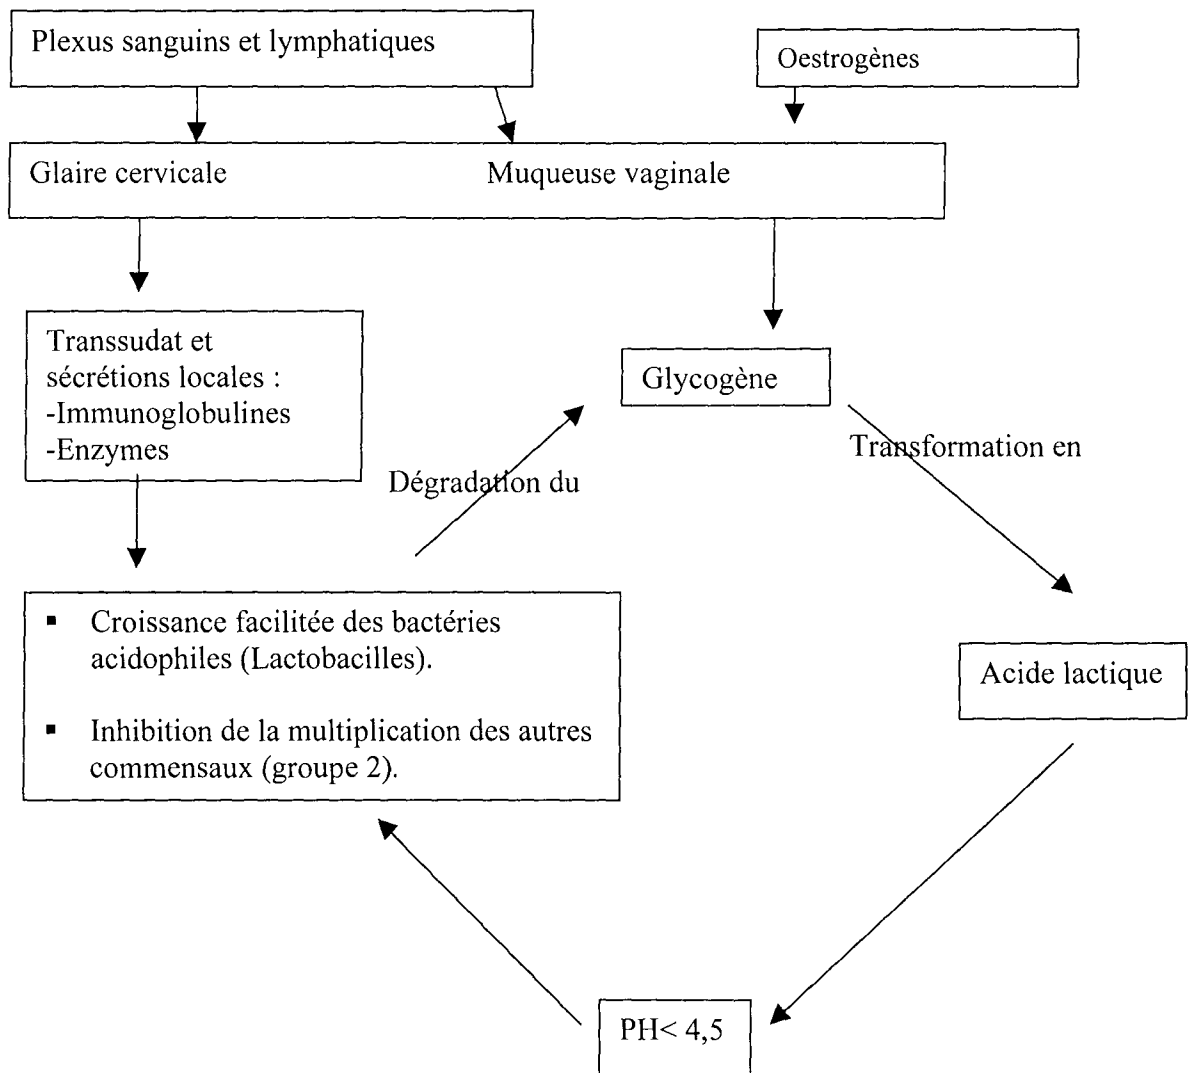 Plexus sanguins et lymphatiques
Oestrogènes
Glaire cervicale
Muqueuse vaginale
Transsudat et
sécrétions locales :
-Immunoglobulines
-Enzymes
Glycogène
Dégradation du
Transformation en
▪ Croissance facilitée des bactéries
acidophiles (Lactobacilles).
▪ Inhibition de la multiplication des autres
commensaux (groupe 2).
Acide lactique
PH< 4,5